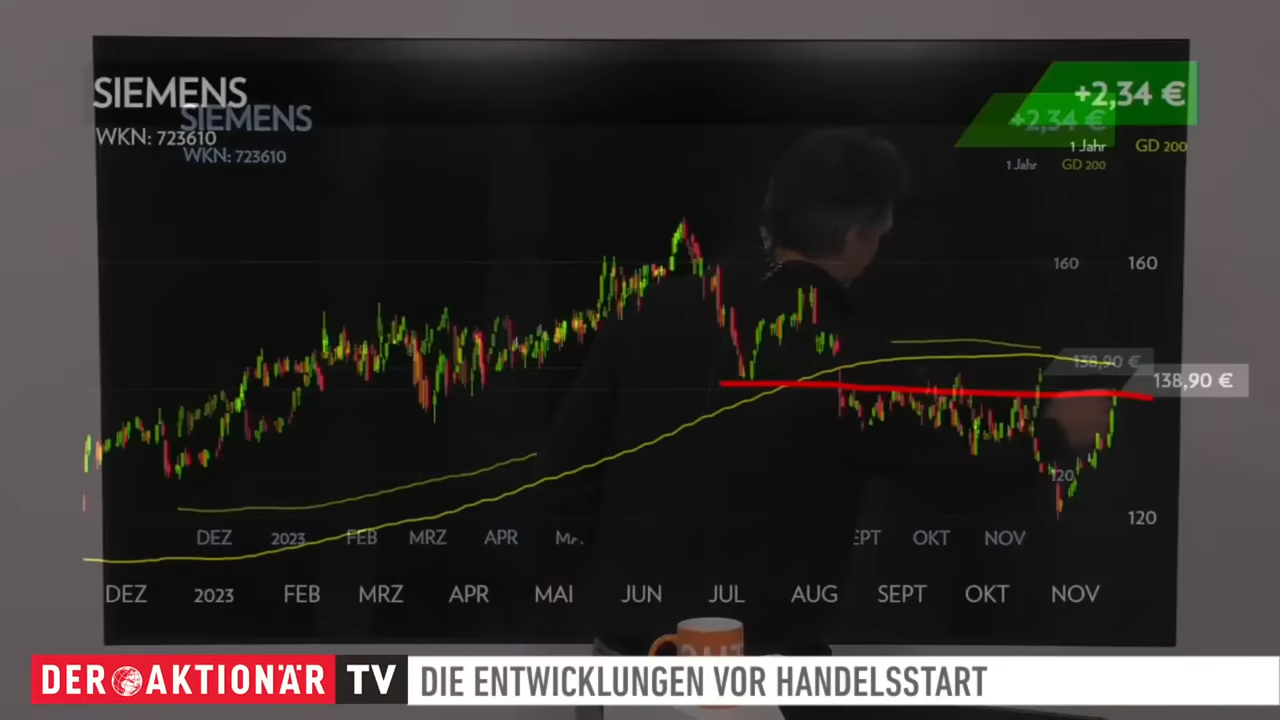 SIEMENS
SIEMENS
WKN: 723610
WKN: 723610
+2,34 €
+2,34 €
1 Jahr GD 200
1 Jahr GD 200
160 160
138,90 €
138,90 €
120
120
DEZ 2023 FEB MRZ APR OKT NOV
DEZ 2023 FEB MRZ APR MAI JUN JUL AUG SEPT OKT NOV
DER AKTIONÄR TV DIE ENTWICKLUNGEN VOR HANDELSSTART